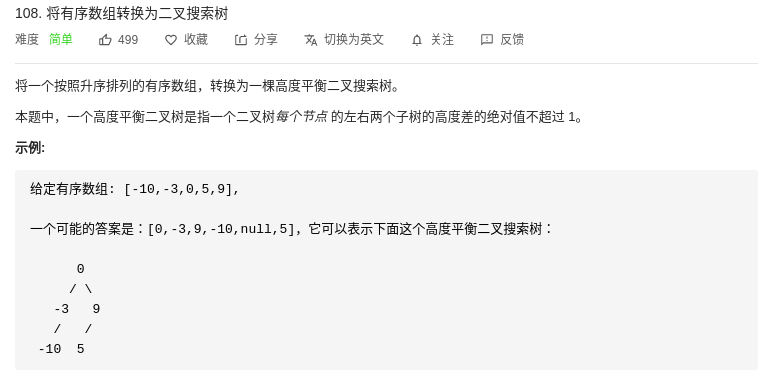 108. 将有序数组转换为二叉搜索树
难度 简单 499 收藏 分享 切换为英文 关注 反馈
将一个按照升序排列的有序数组，转换为一棵高度平衡二叉搜索树。
本题中，一个高度平衡二叉树是指一个二叉树每个节点 的左右两个子树的高度差的绝对值不超过 1。
示例:
给定有序数组: [-10,-3,0,5,9],
一个可能的答案是：[0,-3,9,-10,null,5]，它可以表示下面这个高度平衡二叉搜索树：
0
/ \
-3 9
/ /
-10 5